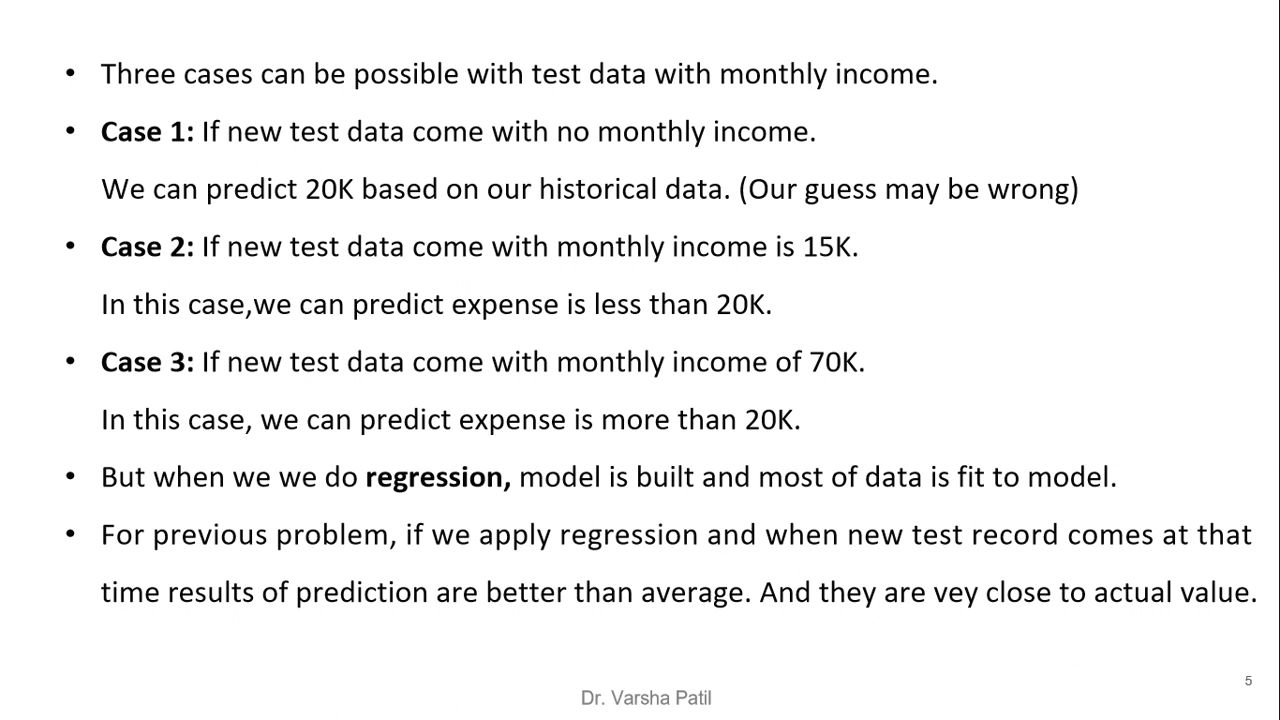 • Three cases can be possible with test data with monthly income.
• Case 1: If new test data come with no monthly income.
We can predict 20K based on our historical data. (Our guess may be wrong)
• Case 2: If new test data come with monthly income is 15K.
In this case,we can predict expense is less than 20K.
• Case 3: If new test data come with monthly income of 70K.
In this case, we can predict expense is more than 20K.
• But when we we do regression, model is built and most of data is fit to model.
• For previous problem, if we apply regression and when new test record comes at that
time results of prediction are better than average. And they are vey close to actual value.
5
Dr. Varsha Patil